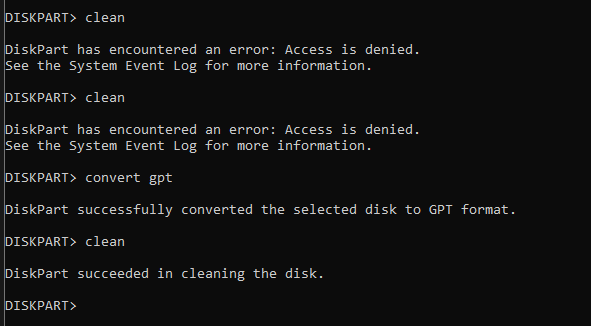 DISKPART> clean
DiskPart has encountered an error: Access is denied.
See the System Event Log for more information.
DISKPART> clean
DiskPart has encountered an error: Access is denied.
See the System Event Log for more information.
DISKPART> convert gpt
DiskPart successfully converted the selected disk to GPT format.
DISKPART> clean
DiskPart succeeded in cleaning the disk.
DISKPART>